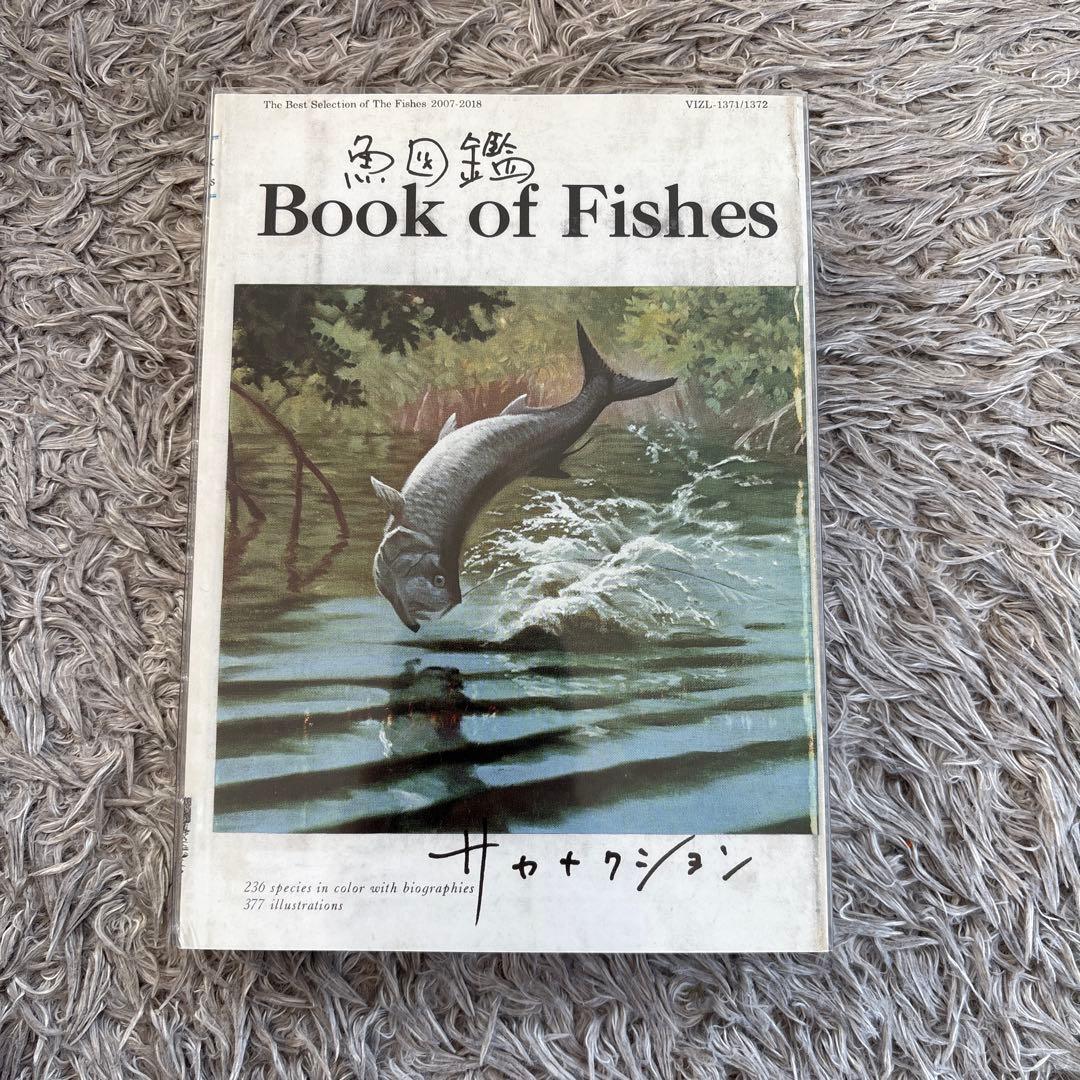 The Best Selection of The Fishes 2007-2018
VIZL-1371/1372
魚図鑑
Book of Fishes
サカナクション
236 species in color with biographies
377 illustrations